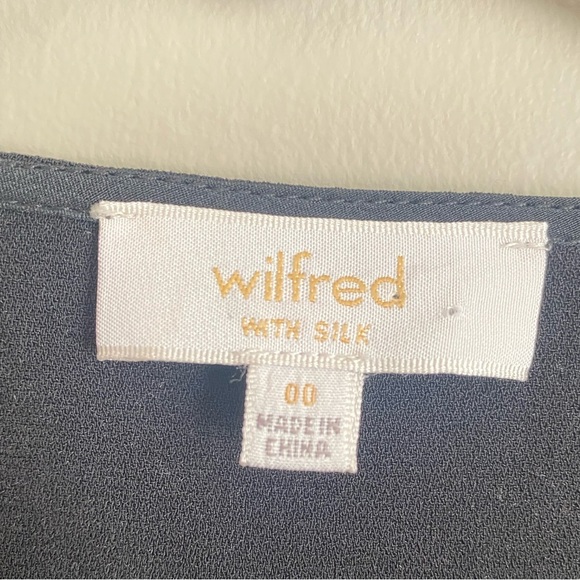 wilfred
WITH SILK
00
MADE IN
CHINA